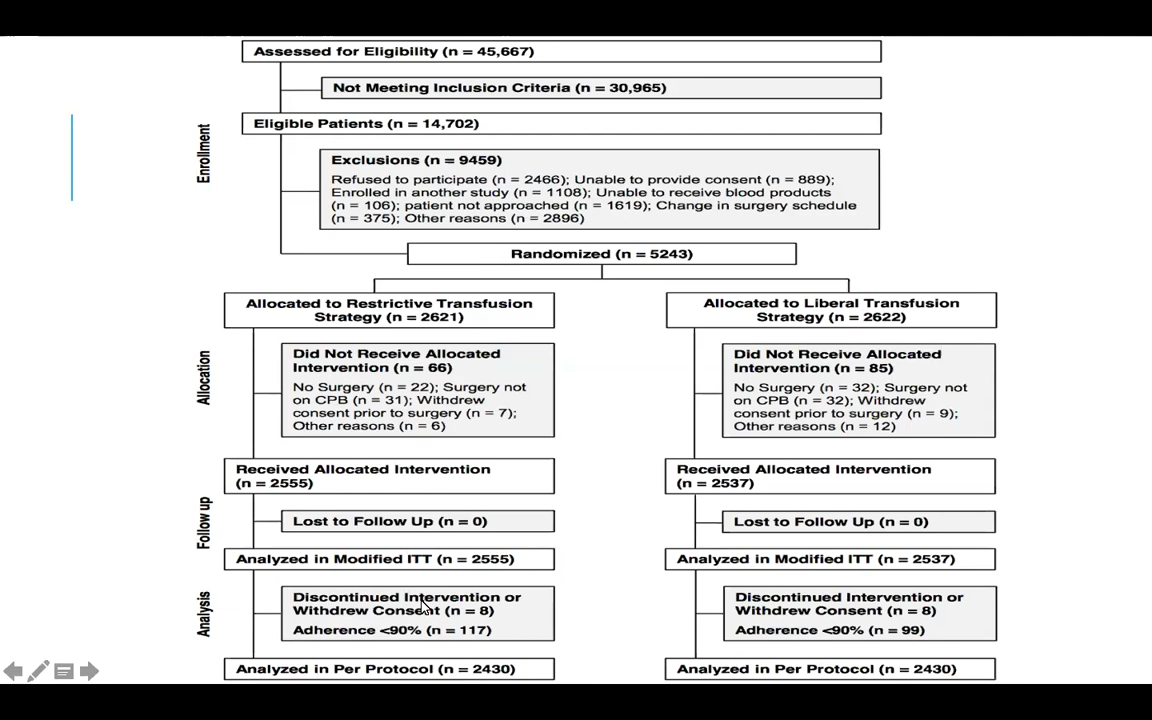 Assessed for Eligibility (n = 45,667)
Not Meeting Inclusion Criteria (n = 30,965)
Eligible Patients (n = 14,702)
Enrollment
Exclusions (n = 9459)
Refused to participate (n = 2466); Unable to provide consent (n = 889);
Enrolled in another study (n = 1108); Unable to receive blood products
(n = 106); patient not approached (n = 1619); Change in surgery schedule
(n = 375); Other reasons (n = 2896)
Randomized (n = 5243)
Allocated to Restrictive Transfusion
Strategy (n = 2621)
Allocated to Liberal Transfusion
Strategy (n = 2622)
Allocation
Did Not Receive Allocated
Intervention (n = 66)
No Surgery (n = 22); Surgery not
on CPB (n = 31); Withdrew
consent prior to surgery (n = 7);
Other reasons (n = 6)
Did Not Receive Allocated
Intervention (n = 85)
No Surgery (n = 32); Surgery not
on CPB (n = 32); Withdrew
consent prior to surgery (n = 9);
Other reasons (n = 12)
Received Allocated Intervention
(n = 2555)
Received Allocated Intervention
(n = 2537)
Follow up
Lost to Follow Up (n = 0)
Lost to Follow Up (n = 0)
Analyzed in Modified ITT (n = 2555)
Analyzed in Modified ITT (n = 2537)
Analysis
Discontinued Intervention or
Withdrew Consent (n = 8)
Adherence <90% (n = 117)
Discontinued Intervention or
Withdrew Consent (n = 8)
Adherence <90% (n = 99)
Analyzed in Per Protocol (n = 2430)
Analyzed in Per Protocol (n = 2430)